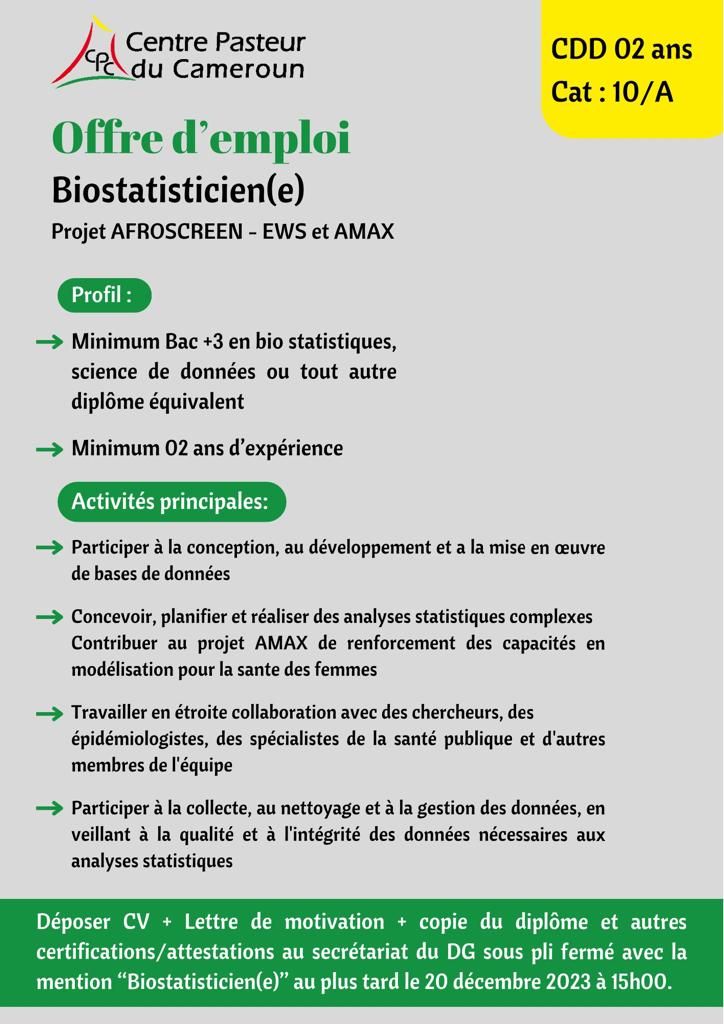 CPC
Centre Pasteur
du Cameroun
CDD 02 ans
Cat : 10/A
Offre d'emploi
Biostatisticien(e)
Projet AFROSCREEN - EWS et AMAX
Profil :
Minimum Bac +3 en bio statistiques,
science de données ou tout autre
diplôme équivalent
Minimum 02 ans d'expérience
Activités principales:
Participer à la conception, au développement et a la mise en œuvre
de bases de données
Concevoir, planifier et réaliser des analyses statistiques complexes
Contribuer au projet AMAX de renforcement des capacités en
modélisation pour la sante des femmes
Travailler en étroite collaboration avec des chercheurs, des
épidémiologistes, des spécialistes de la santé publique et d'autres
membres de l'équipe
Participer à la collecte, au nettoyage et à la gestion des données, en
veillant à la qualité et à l'intégrité des données nécessaires aux
analyses statistiques
Déposer CV + Lettre de motivation + copie du diplôme et autres
certifications/attestations au secrétariat du DG sous pli fermé avec la
mention “Biostatisticien(e)” au plus tard le 20 décembre 2023 à 15h00.